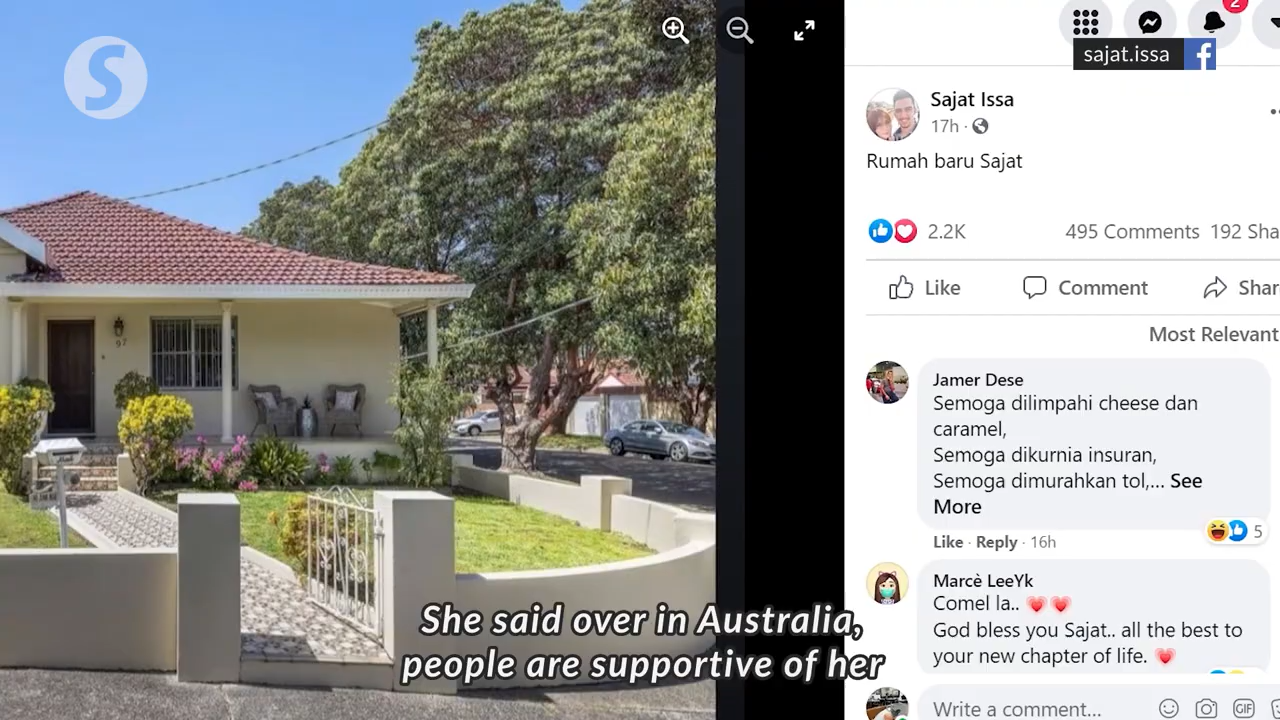 S
2
sajat.issa
Sajat Issa
17h
Rumah baru Sajat
2.2K
495 Comments 192 Sha
Like
Comment
Shar
Most Relevant
Jamer Dese
Semoga dilimpahi cheese dan
caramel,
Semoga dikurnia insuran,
Semoga dimurahkan tol,... See
More
5
Like · Reply · 16h
Marcè LeeYk
Comel la..
God bless you Sajat.. all the best to
your new chapter of life.
Write a comment...
GIF
97
She said over in Australia,
people are supportive of her